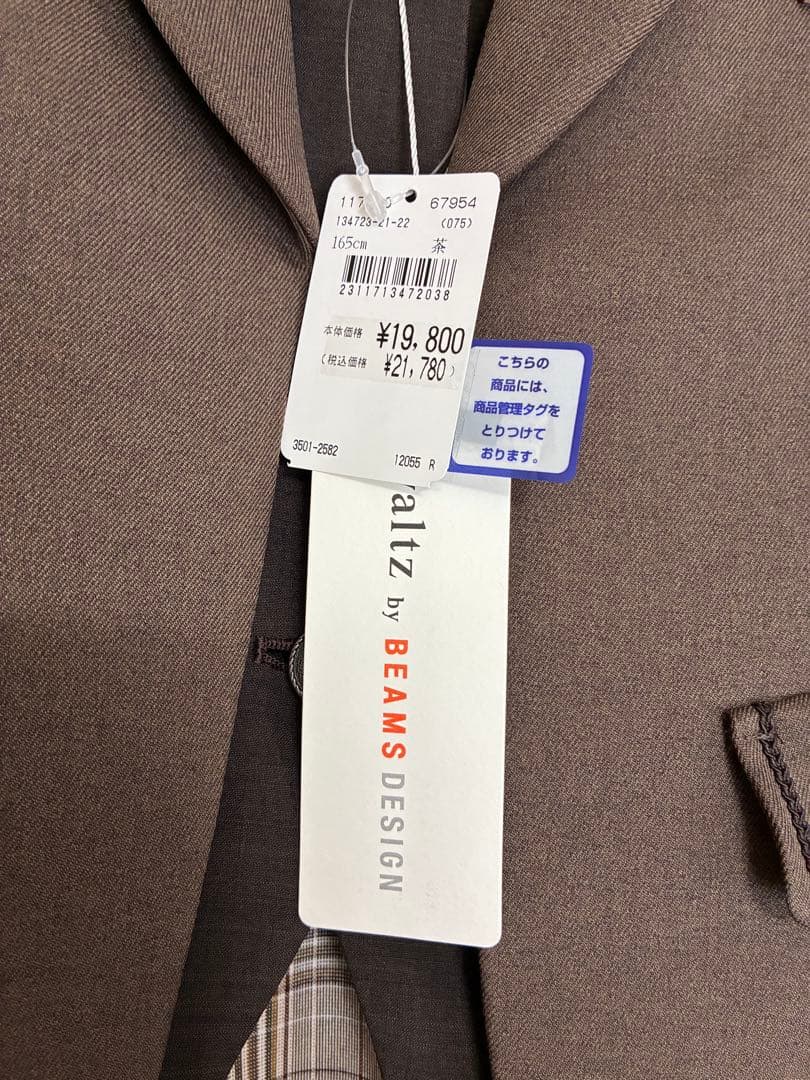 67954
134723-21-22 (075)
165cm 茶
2311713472038
本体価格 ¥19,800
(税込価格 ¥21,780)
3501-2582 12055 R
こちらの
商品には、
商品管理タグを
とりつけて
おります。
by BEAMS DESIGN